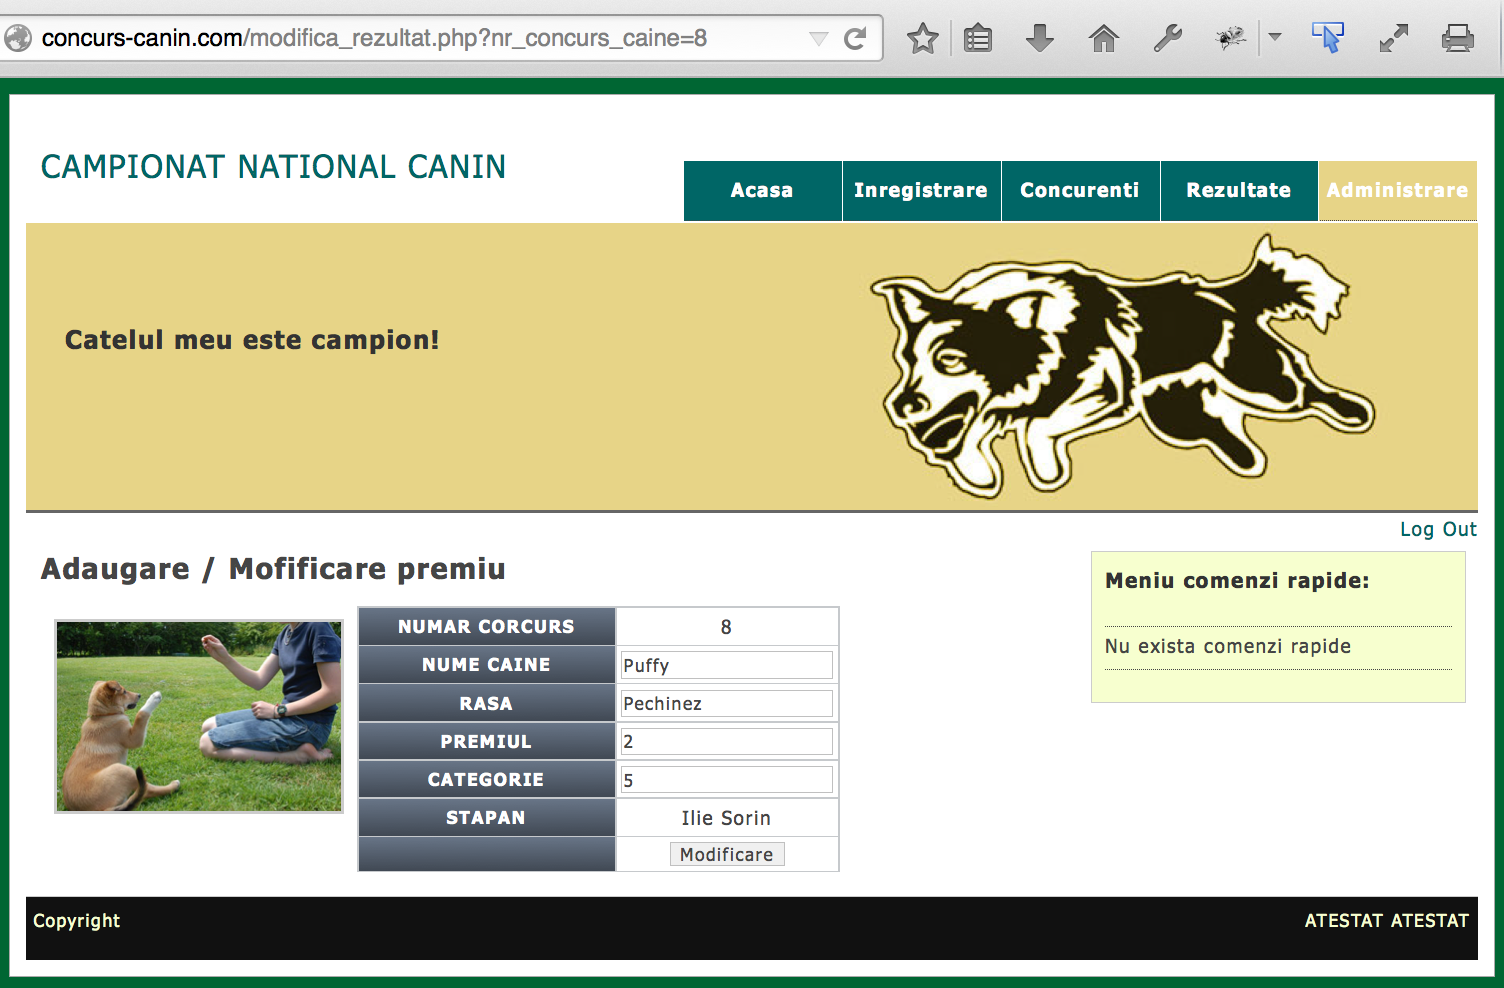 concurs-canin.com/modifica_rezultat.php?nr_concurs_caine=8
CAMPIONAT NATIONAL CANIN
Acasa Inregistrare Concurenti Rezultate Administrare
Catelul meu este campion!
Log Out
Adaugare / Mofificare premiu
NUMAR CORCURS 8
NUME CAINE Puffy
RASA Pechinez
PREMIUL 2
CATEGORIE 5
STAPAN Ilie Sorin
Modificare
Meniu comenzi rapide:
Nu exista comenzi rapide
Copyright ATESTAT ATESTAT